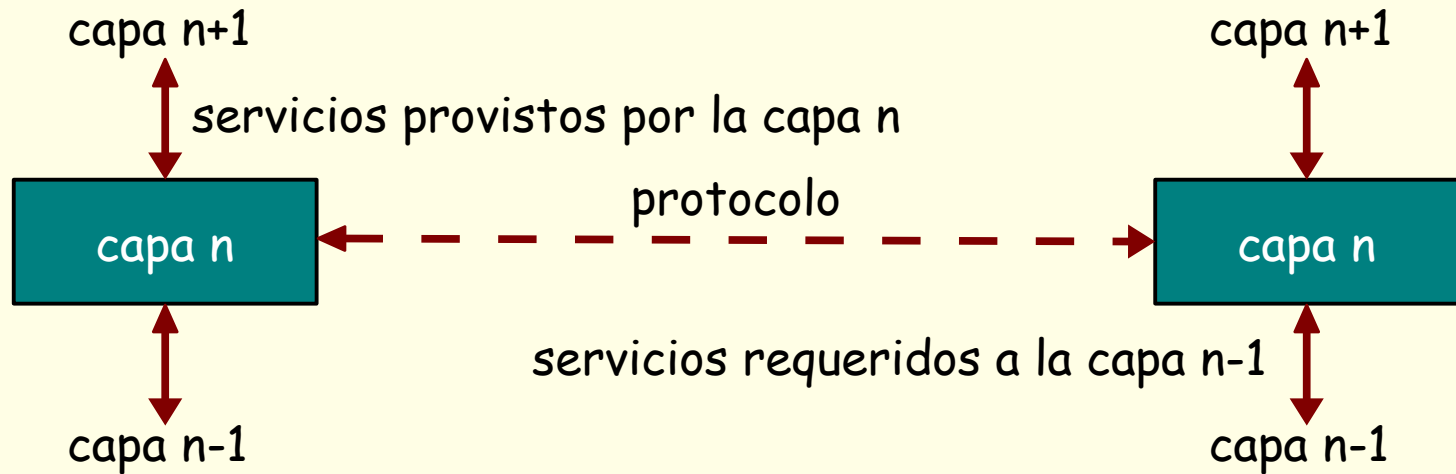 capa n+1
capa n+1
servicios provistos por la capa n
protocolo
capa n
capa n
servicios requeridos a la capa n-1
capa n-1
capa n-1